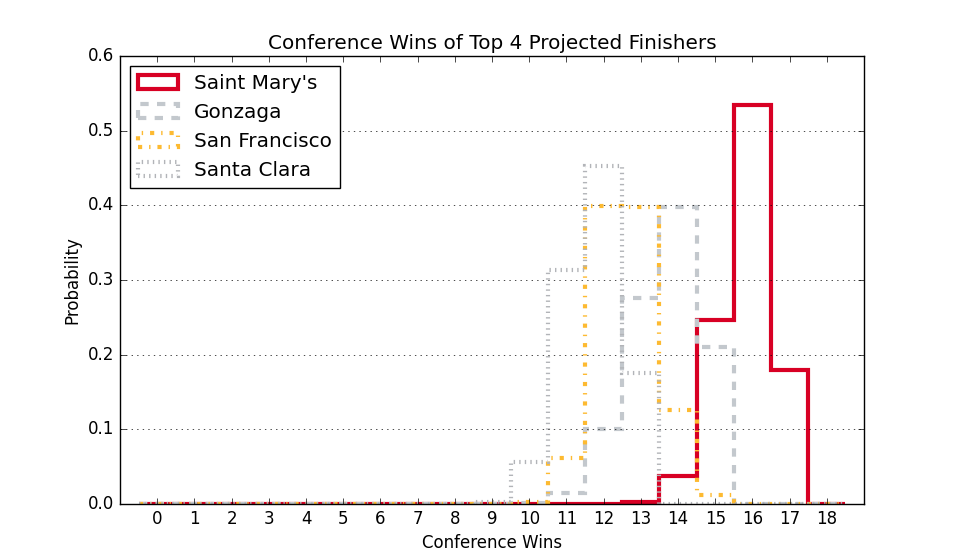 Conference Wins of Top 4 Projected Finishers
Saint Mary's
Gonzaga
San Francisco
Santa Clara
0.6
0.5
0.4
0.3
0.2
0.1
0.0
Probability
0 1 2 3 4 5 6 7 8 9 10 11 12 13 14 15 16 17 18
Conference Wins